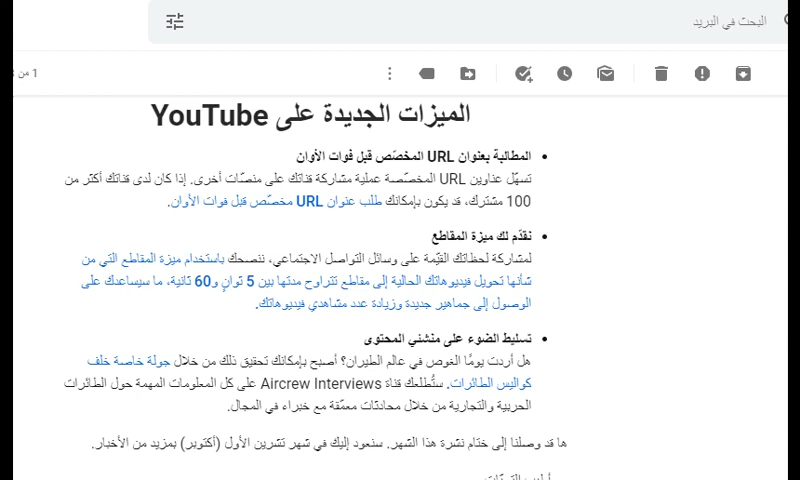 البحث في البريد
1 من
الميزات الجديدة على YouTube
المطالبة بعنوان URL المخصّص قبل فوات الأوان
تسهّل عناوين URL المخصّصة عملية مشاركة قناتك على منصّات أخرى. إذا كان لدى قناتك أكثر من
100 مشترك، قد يكون بإمكانك طلب عنوان URL مخصّص قبل فوات الأوان.
نقدّم لك ميزة المقاطع
لمشاركة لحظاتك القيّمة على وسائل التواصل الاجتماعي، ننصحك باستخدام ميزة المقاطع التي من
شأنها تحويل فيديوهاتك الحالية إلى مقاطع تتراوح مدتها بين 5 ثوانٍ و60 ثانية، ما سيساعدك على
الوصول إلى جماهير جديدة وزيادة عدد مشاهدي فيديوهاتك.
تسليط الضوء على منشئي المحتوى
هل أردت يومًا الغوص في عالم الطيران؟ أصبح بإمكانك تحقيق ذلك من خلال جولة خاصة خلف
كواليس الطائرات. ستُطلعك قناة Aircrew Interviews على كل المعلومات المهمة حول الطائرات
الحربية والتجارية من خلال محادثات معمّقة مع خبراء في المجال.
ها قد وصلنا إلى ختام نشرة هذا الشهر. سنعود إليك في شهر تشرين الأول (أكتوبر) بمزيد من الأخبار.